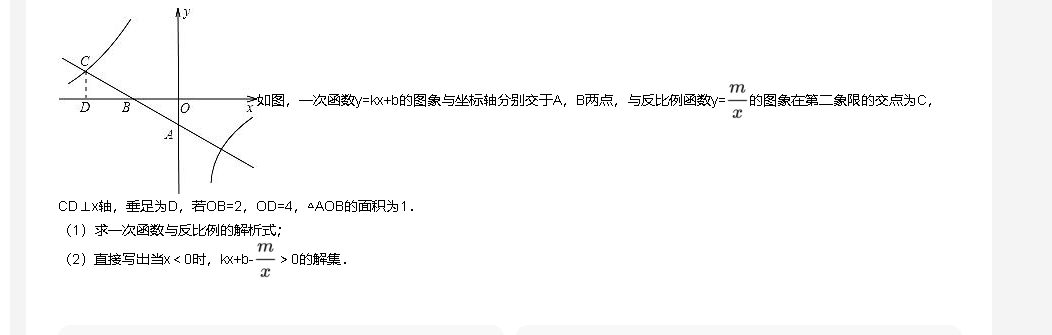 y
C
D B O x
A
如图，一次函数y=kx+b的图象与坐标轴分别交于A，B两点，与反比例函数y=m/x的图象在第二象限的交点为C，
CD⊥x轴，垂足为D，若OB=2，OD=4，△AOB的面积为1．
（1）求一次函数与反比例的解析式；
（2）直接写出当x＜0时，kx+b-m/x＞0的解集．